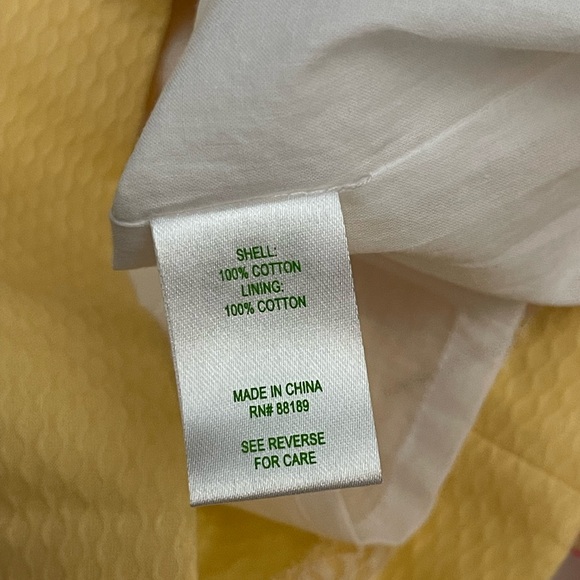 SHELL:
100% COTTON
LINING:
100% COTTON
MADE IN CHINA
RN# 88189
SEE REVERSE
FOR CARE